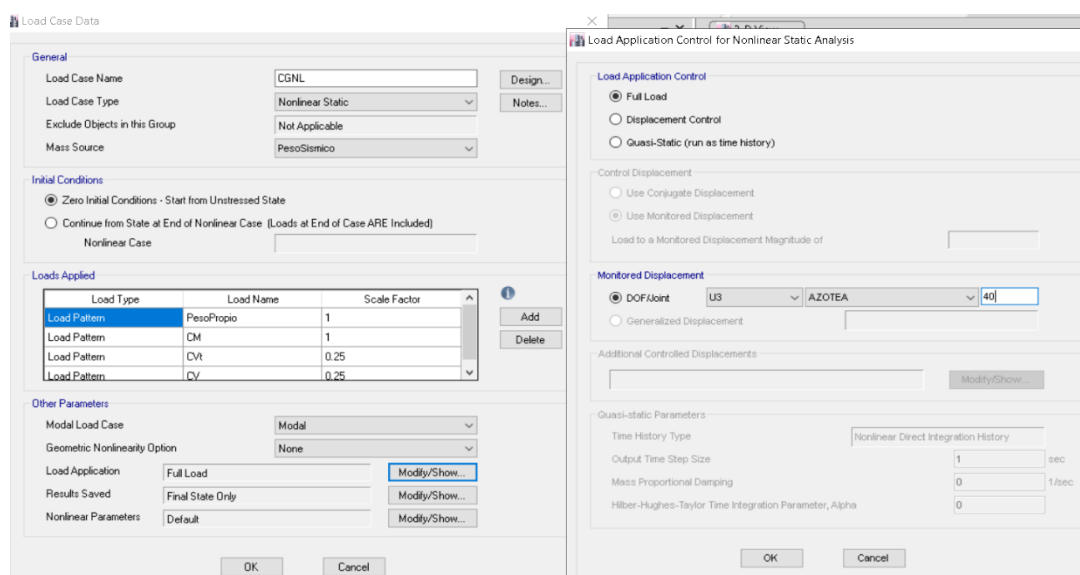 Load Case Data
General
Load Case Name CGNL Design...
Load Case Type Nonlinear Static Notes...
Exclude Objects in this Group Not Applicable
Mass Source PesoSismico
Initial Conditions
Zero Initial Conditions - Start from Unstressed State
Continue from State at End of Nonlinear Case (Loads at End of Case ARE Included)
Nonlinear Case
Loads Applied
Load Type Load Name Scale Factor
Load Pattern PesoPropio 1 Add
Load Pattern CM 1 Delete
Load Pattern CVt 0.25
Load Pattern CV 0.25
Other Parameters
Modal Load Case Modal
Geometric Nonlinearity Option None
Load Application Full Load Modify/Show...
Results Saved Final State Only Modify/Show...
Nonlinear Parameters Default Modify/Show...
OK Cancel
Load Application Control for Nonlinear Static Analysis
Load Application Control
Full Load
Displacement Control
Quasi-Static (run as time history)
Control Displacement
Use Conjugate Displacement
Use Monitored Displacement
Load to a Monitored Displacement Magnitude of
Monitored Displacement
DOF/Joint U3 AZOTEA 40
Generalized Displacement
Additional Controlled Displacements
Modify/Show...
Quasi-static Parameters
Time History Type Nonlinear Direct Integration History
Output Time Step Size 1 sec
Mass Proportional Damping 0 1/sec
Hilber-Hughes-Taylor Time Integration Parameter, Alpha 0
OK Cancel